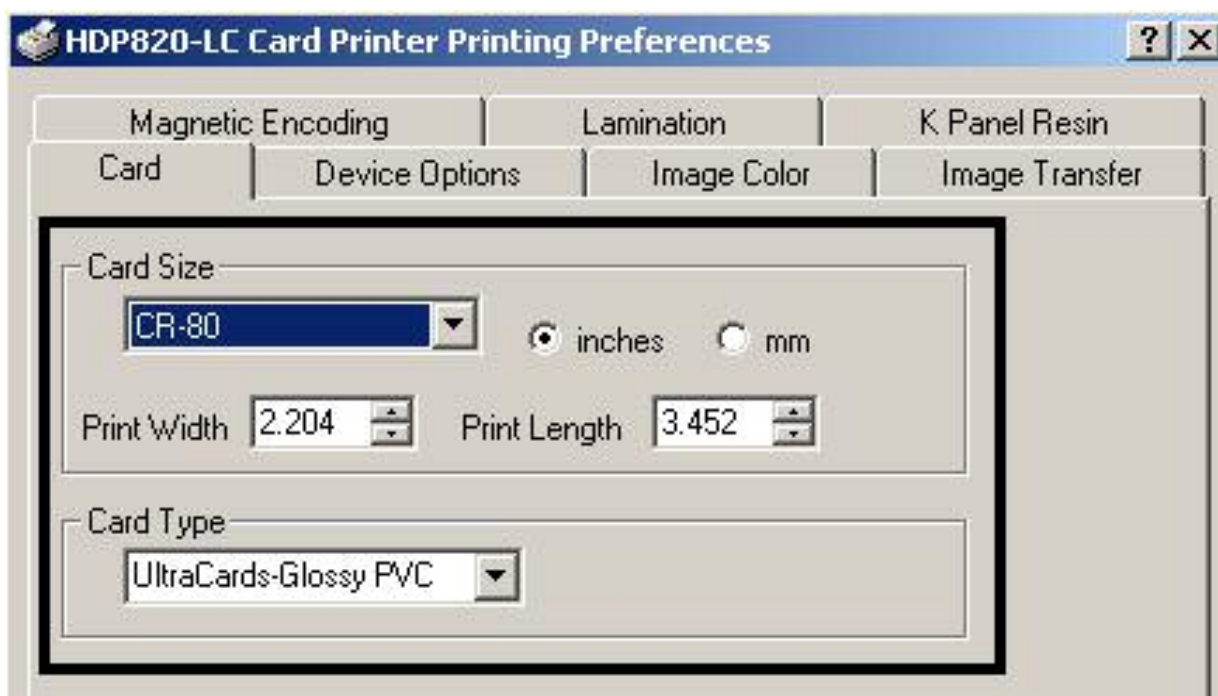 HDP820-LC Card Printer Printing Preferences
Magnetic Encoding Lamination K Panel Resin
Card Device Options Image Color Image Transfer
Card Size
CR-80 inches mm
Print Width 2.204 Print Length 3.452
Card Type
UltraCards-Glossy PVC